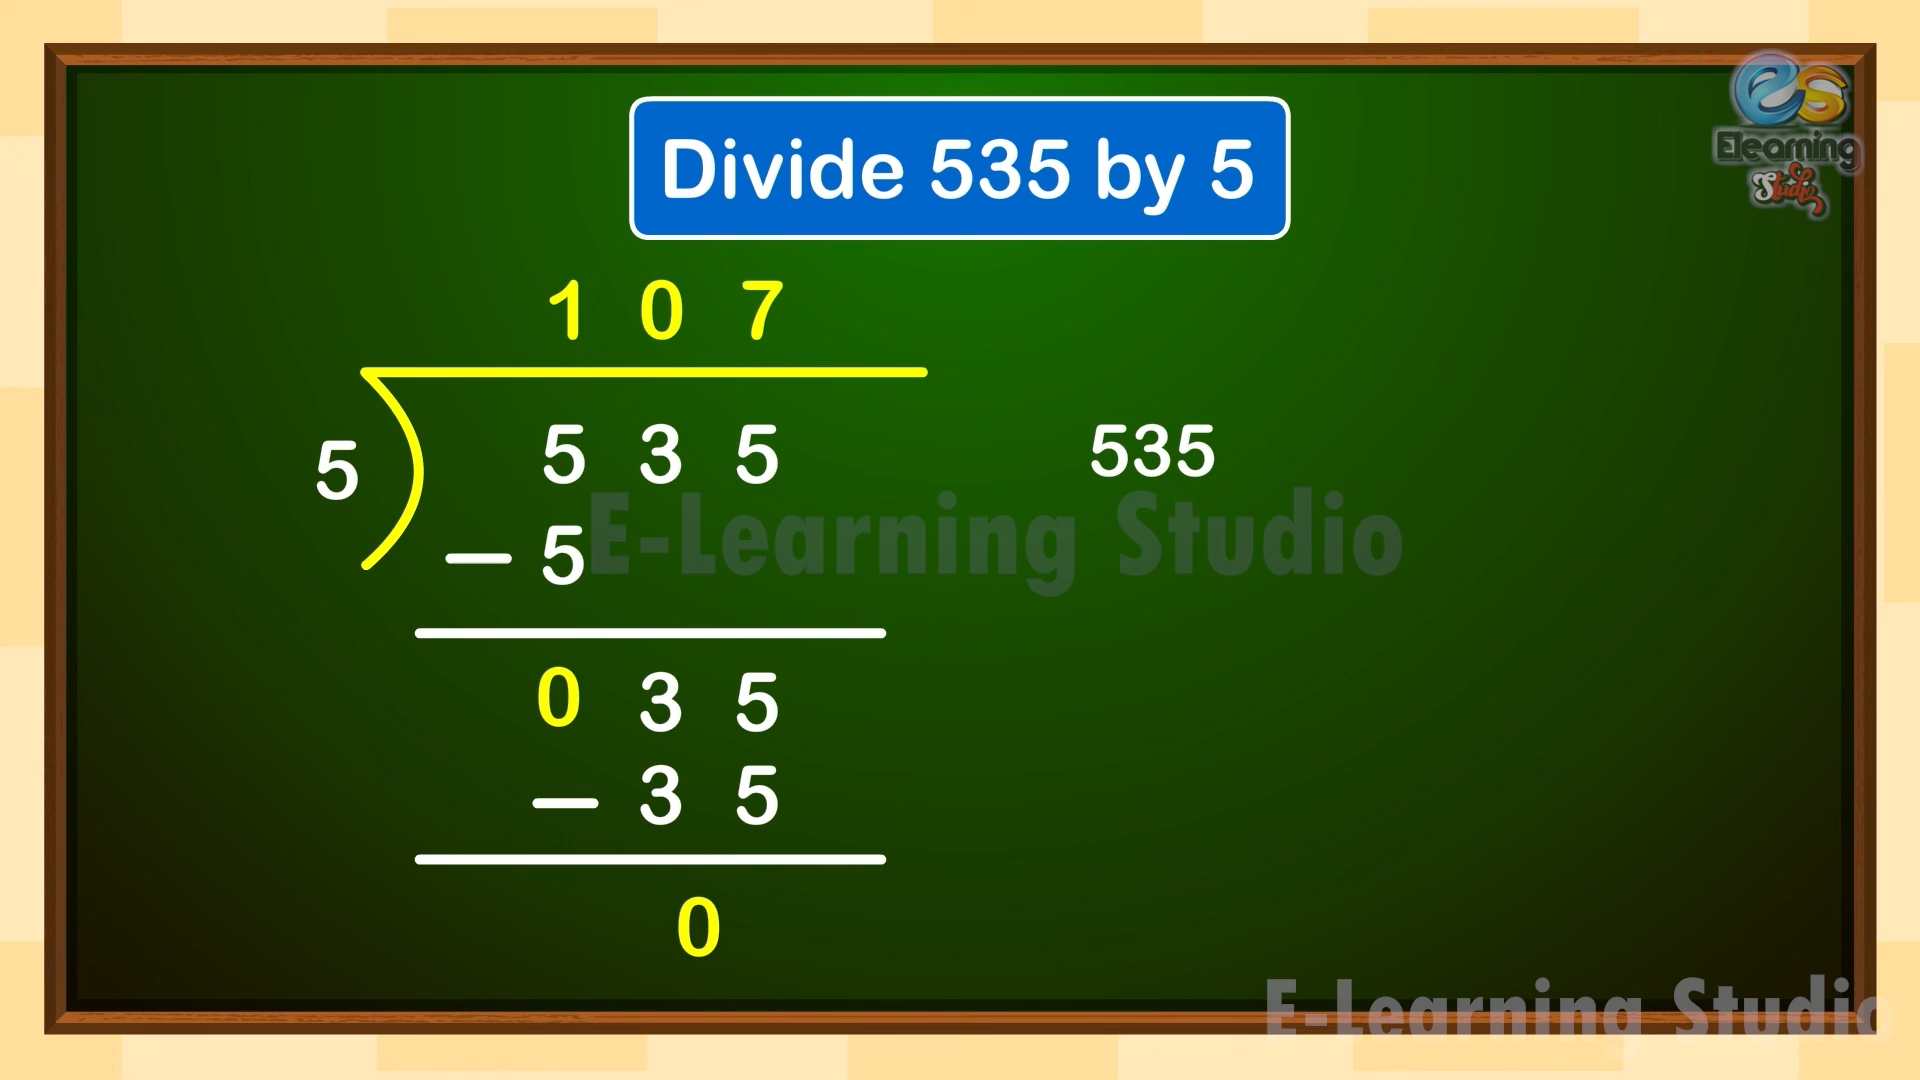 Divide 535 by 5
es
Elearning
Studio
1 0 7
5 5 3 5
535
– 5
E-Learning Studio
0 3 5
– 3 5
0
E-Learning Studio